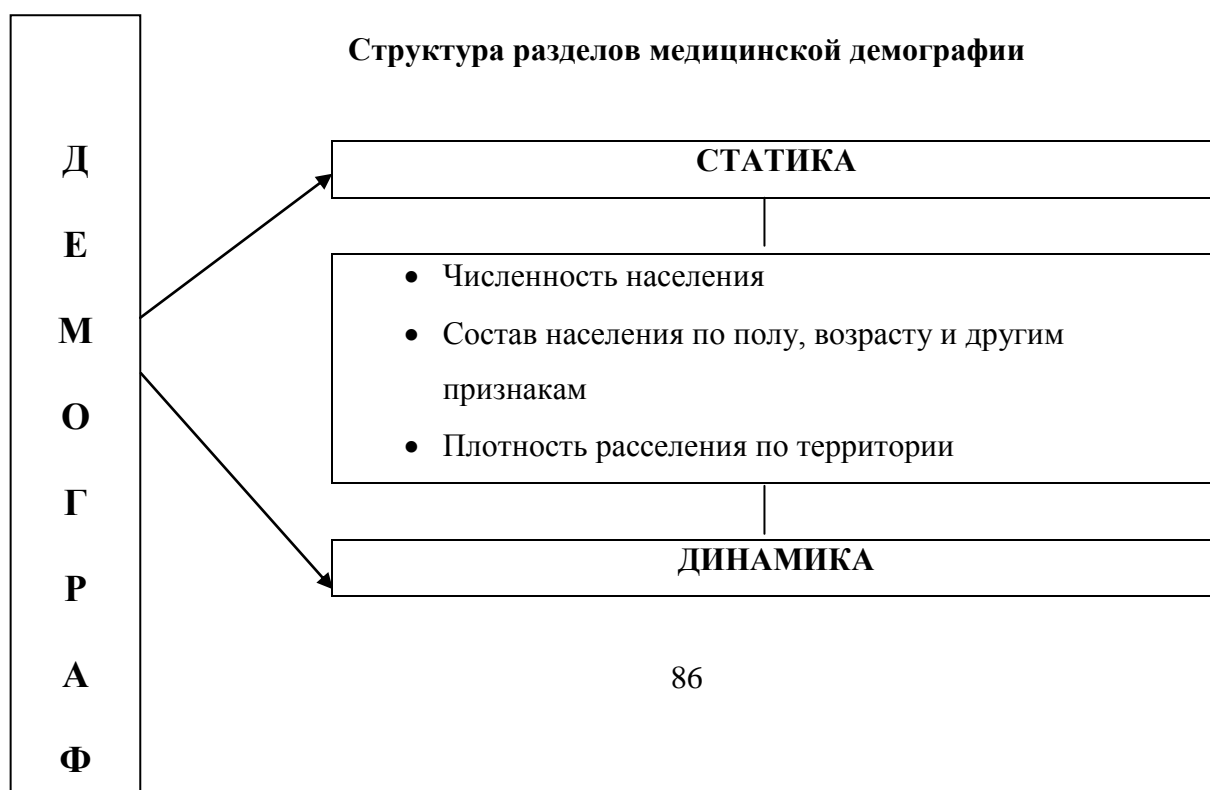 Структура разделов медицинской демографии
Д
Е
М
О
Г
Р
А
Ф
СТАТИКА
• Численность населения
• Состав населения по полу, возрасту и другим
признакам
• Плотность расселения по территории
ДИНАМИКА
86